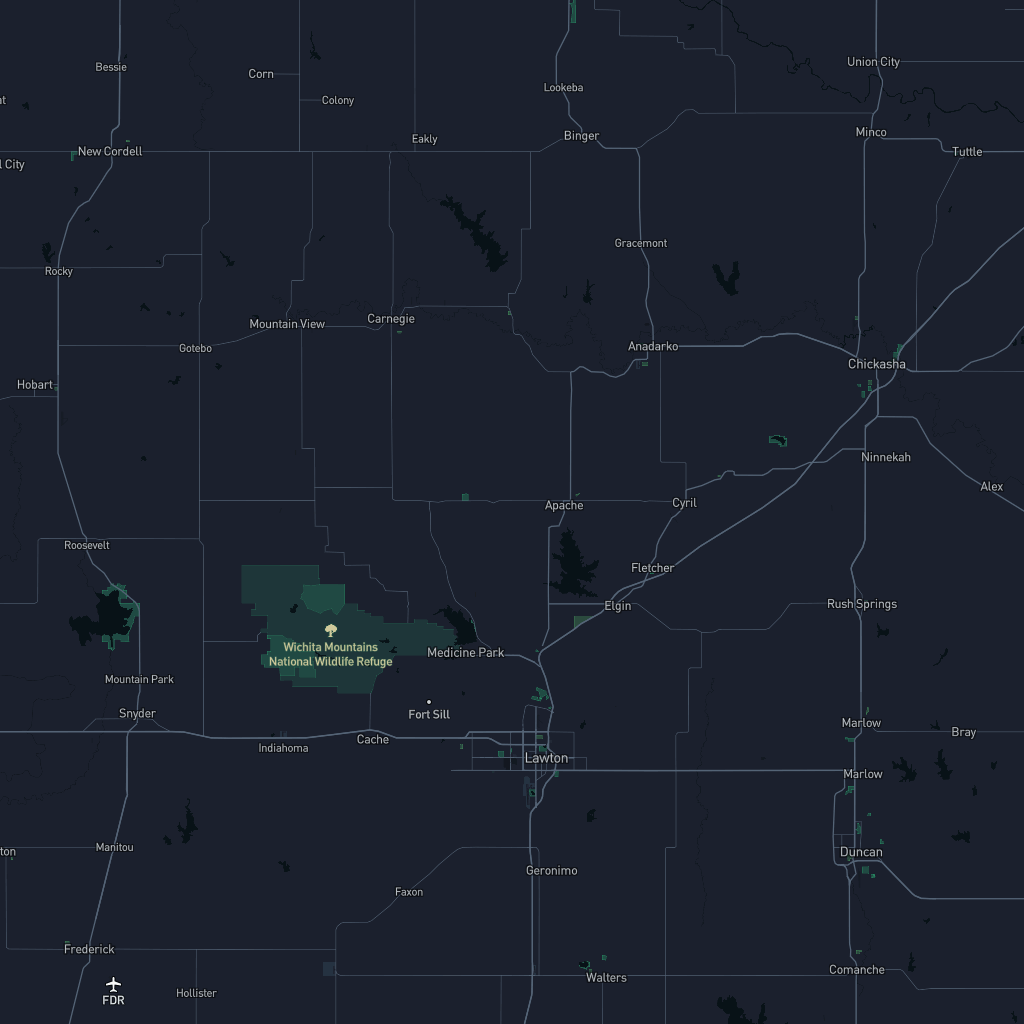 Union City
Bessie
Corn
Lookeba
Colony
nt
Minco
Binger
Eakly
New Cordell
Tuttle
l City
Gracemont
Rocky
Carnegie
Mountain View
Anadarko
Gotebo
Chickasha
Hobart
Ninnekah
Alex
Cyril
Apache
Roosevelt
Fletcher
Rush Springs
Elgin
Wichita Mountains
National Wildlife Refuge
Medicine Park
Mountain Park
Snyder
Fort Sill
Marlow
Bray
Cache
Indiahoma
Lawton
Marlow
Manitou
ton
Duncan
Geronimo
Faxon
Frederick
Comanche
Walters
Hollister
FDR